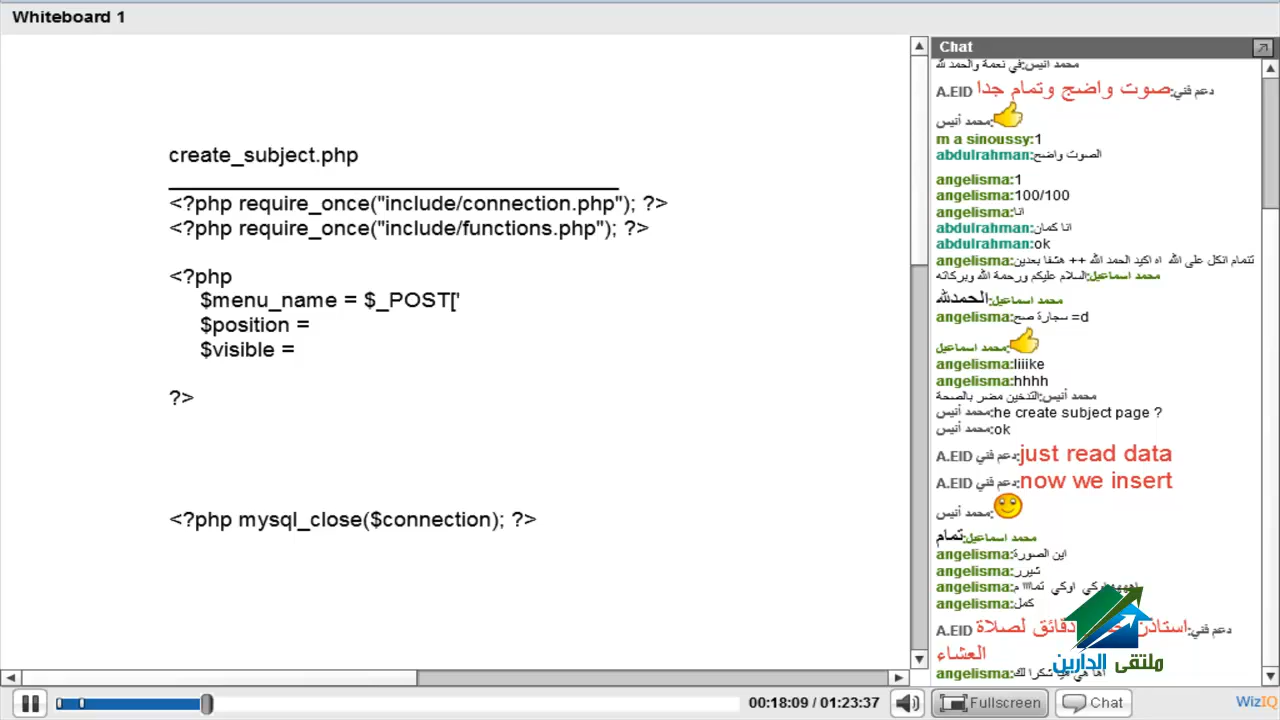 Whiteboard 1
create_subject.php
<?php require_once("include/connection.php"); ?>
<?php require_once("include/functions.php"); ?>
<?php
$menu_name = $_POST['
$position =
$visible =
?>
<?php mysql_close($connection); ?>
Chat
محمد أنيس:في نعمة والحمد لله
A.EID دعم فني:صوت واضح وتمام جدا
محمد أنيس:
m a sinoussy:1
abdulrahman:الصوت واضح
angelisma:1
angelisma:100/100
angelisma:انا
abdulrahman:انا كمان
abdulrahman:ok
angelisma:تتمام اتكل على الله اه اكيد الحمد الله ++ هنفا بعدين
محمد اسماعيل:السلام عليكم ورحمة الله وبركاته
محمد اسماعيل:الحمدلله
angelisma:سجارة صح =d
محمد اسماعيل:
angelisma:liiike
angelisma:hhhh
محمد أنيس:التدخين مضر بالصحة
محمد أنيس:he create subject page ?
محمد أنيس:ok
A.EID دعم فني:just read data
A.EID دعم فني:now we insert
محمد أنيس:
محمد اسماعيل:تمام
angelisma:اين الصورة
angelisma:
angelisma: اوكي اوكي
angelisma:كمل
A.EID دعم فني:استاذن دقائق لصلاة
العشاء
angelisma: شكرا لك
ملتقى الدارين
00:18:09 / 01:23:37
Fullscreen
Chat
WizIQ